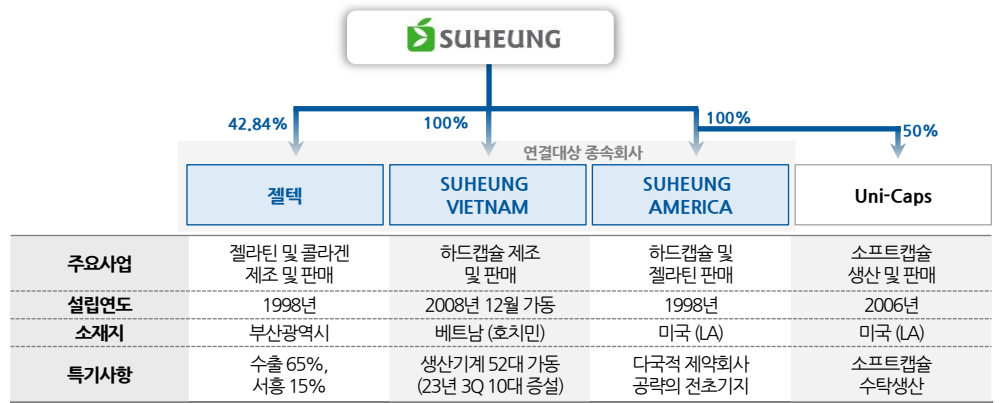 SUHEUNG
42.84%
100%
100%
50%
연결대상 종속회사
젤텍
SUHEUNG
VIETNAM
SUHEUNG
AMERICA
Uni-Caps
주요사업
젤라틴 및 콜라겐
제조 및 판매
하드캡슐 제조
및 판매
하드캡슐 및
젤라틴 판매
소프트캡슐
생산 및 판매
설립연도
1998년
2008년 12월 가동
1998년
2006년
소재지
부산광역시
베트남 (호치민)
미국 (LA)
미국 (LA)
특기사항
수출 65%,
서흥 15%
생산기계 52대 가동
(23년 3Q 10대 증설)
다국적 제약회사
공략의 전초기지
소프트캡슐
수탁생산